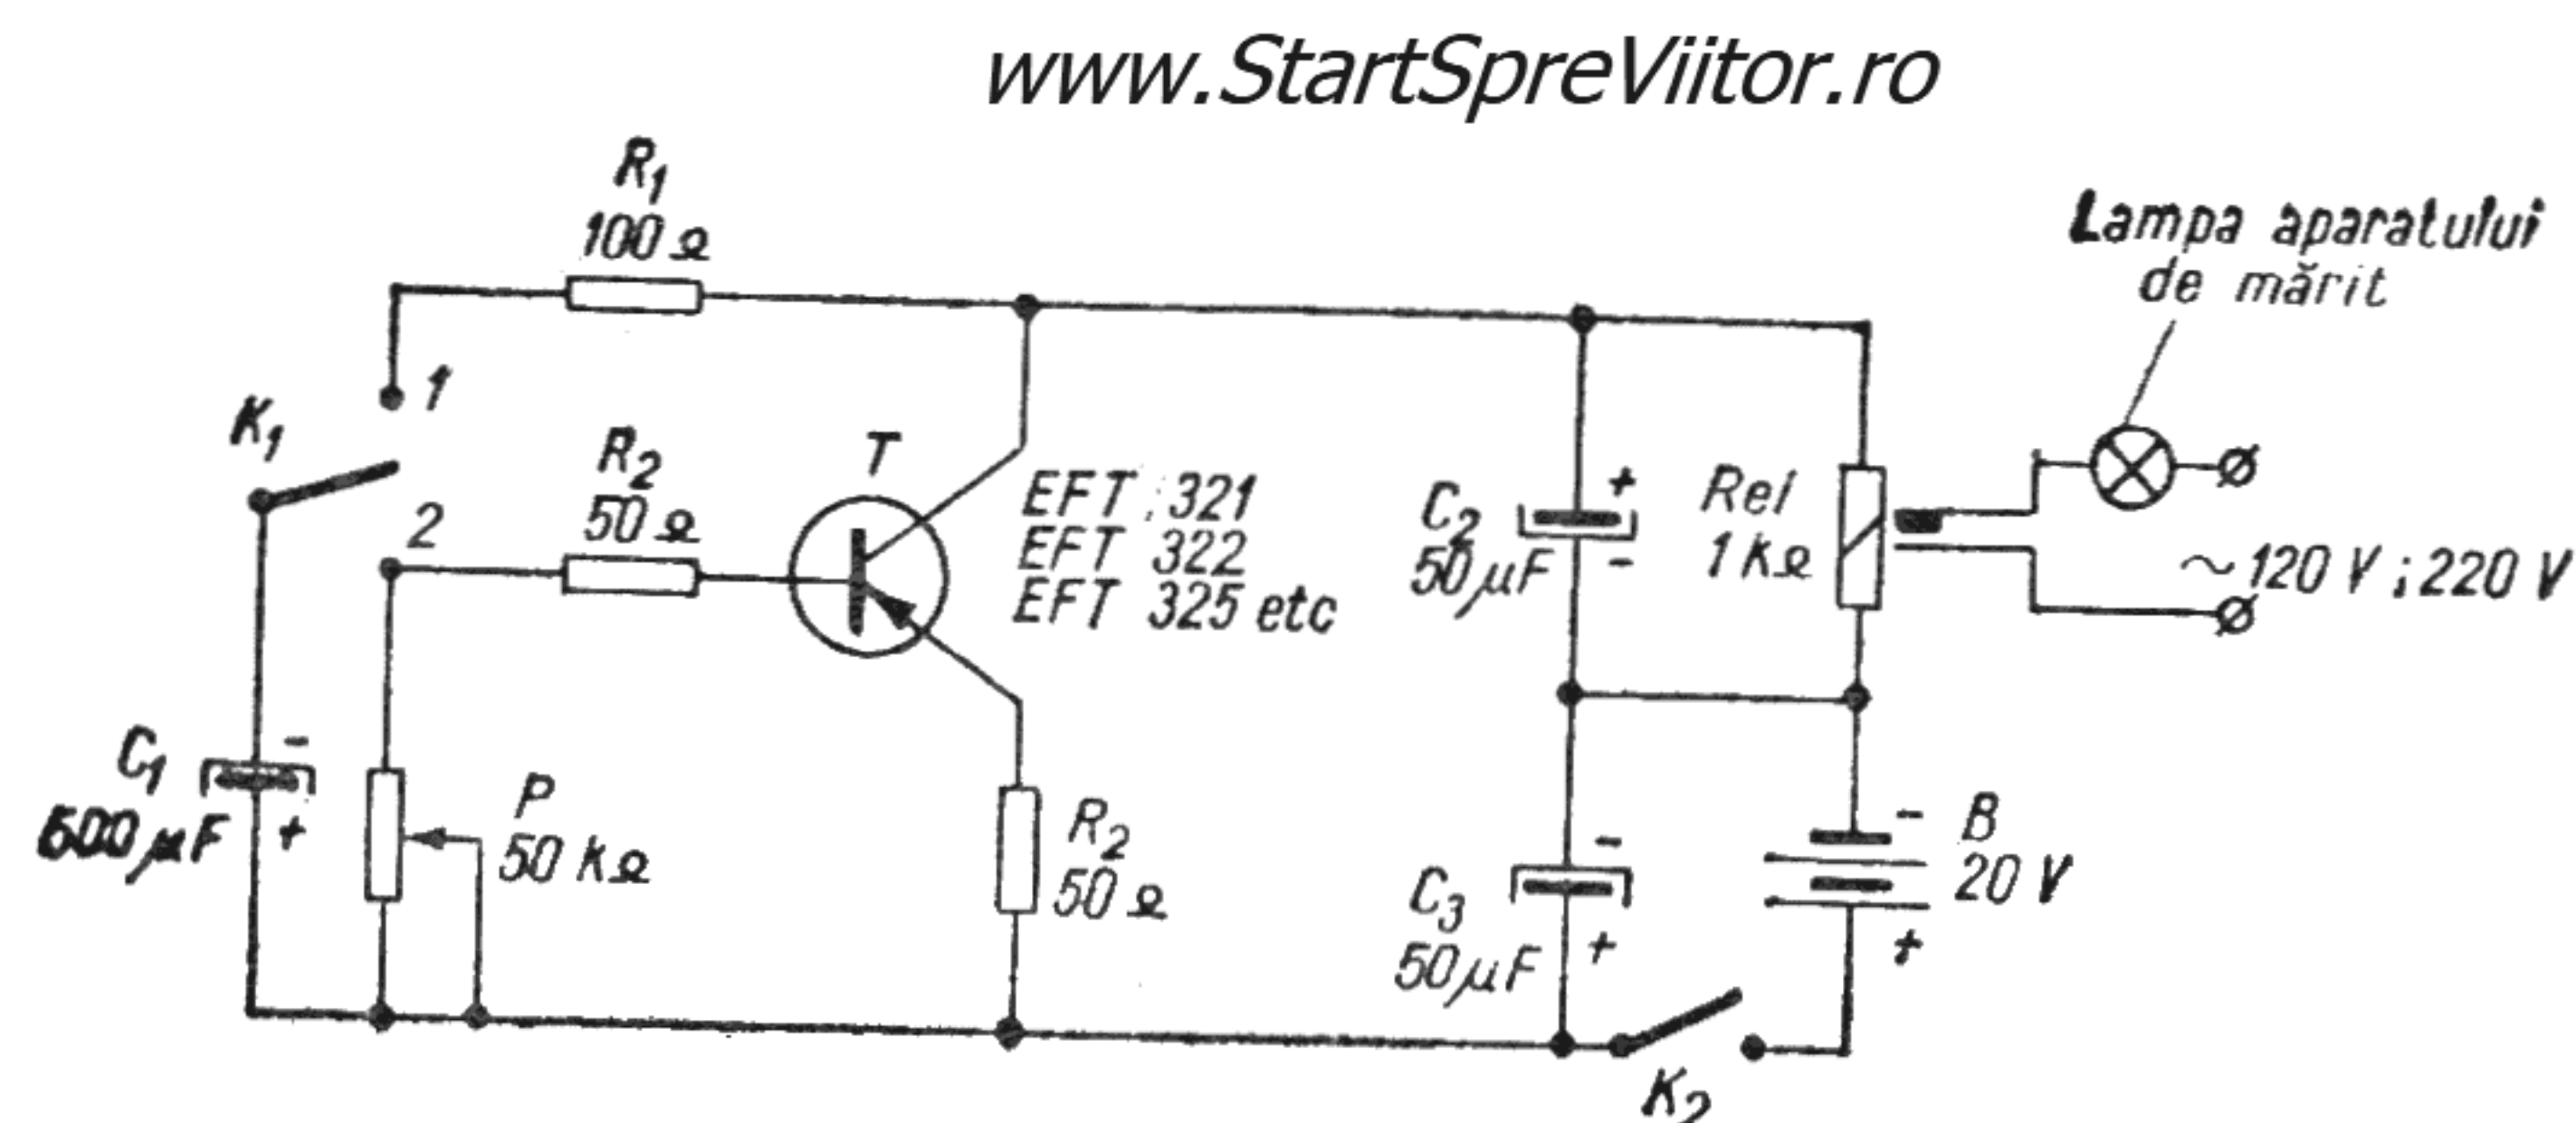 www.StartSpreViitor.ro
R₁
100 Ω
Lampa aparatului
de mărit
1
K₁
R₂
50 Ω
T
EFT 321
EFT 322
EFT 325 etc
2
C₂
50 μF
+
-
Rel
1 kΩ
~120 V; 220 V
C₁
500 μF
-
+
P
50 kΩ
R₂
50 Ω
C₃
50 μF
-
+
B
20 V
-
+
K₂